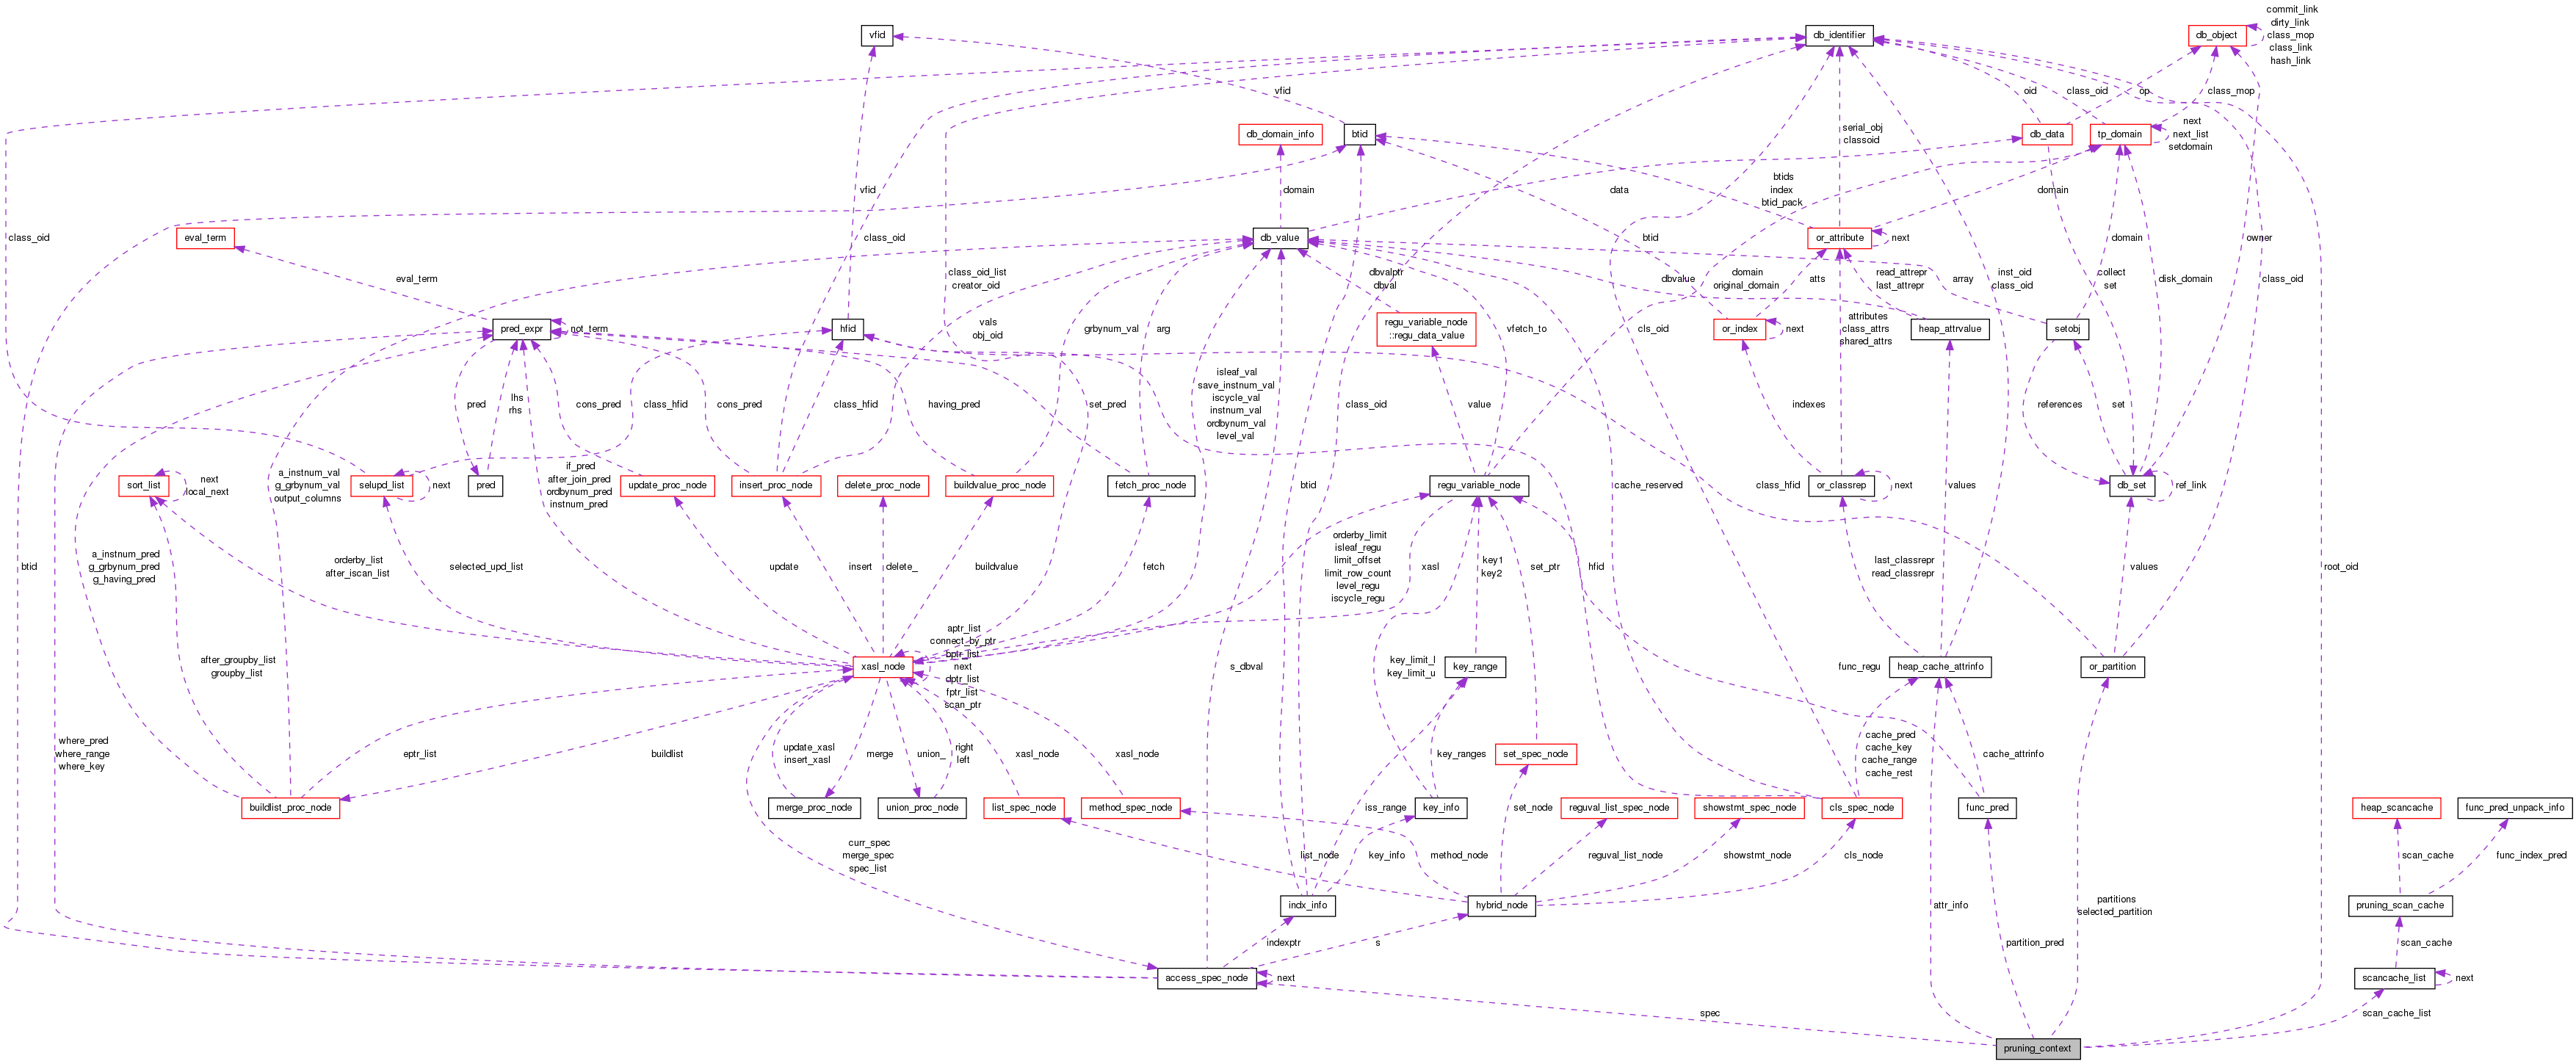 commit_link
dirty_link
class_mop
class_link
hash_link
vfid
db_identifier
db_object
vfid
oid
class_oid
op
class_mop
db_domain_info
btid
serial_obj
classoid
db_data
tp_domain
next
next_list
setdomain
vfid
domain
data
btids
index
btid_pack
domain
class_oid
eval_term
class_oid
db_value
btid
or_attribute
next
domain
collect
set
disk_domain
owner
class_oid
eval_term
class_oid_list
creator_oid
dbvalptr
dbval
dbvalue
domain
original_domain
atts
read_attrepr
last_attrepr
inst_oid
class_oid
array
pred_expr
not_term
hfid
vals
obj_oid
grbynum_val
arg
regu_variable_node
::regu_data_value
vfetch_to
cls_oid
or_index
next
attributes
class_attrs
shared_attrs
heap_attrvalue
setobj
pred
lhs
rhs
cons_pred
class_hfid
cons_pred
class_hfid
having_pred
set_pred
isleaf_val
save_instnum_val
iscycle_val
instnum_val
ordbynum_val
level_val
class_oid
value
indexes
references
set
sort_list
next
local_next
a_instnum_val
g_grbynum_val
output_columns
selupd_list
next
pred
if_pred
after_join_pred
ordbynum_pred
instnum_pred
update_proc_node
insert_proc_node
delete_proc_node
buildvalue_proc_node
fetch_proc_node
btid
regu_variable_node
cache_reserved
class_hfid
or_classrep
next
values
db_set
ref_link
btid
a_instnum_pred
g_grbynum_pred
g_having_pred
orderby_list
after_iscan_list
selected_upd_list
update
insert
delete_
buildvalue
fetch
orderby_limit
isleaf_regu
limit_offset
limit_row_count
level_regu
iscycle_regu
xasl
key1
key2
set_ptr
hfid
last_classrepr
read_classrepr
values
root_oid
after_groupby_list
groupby_list
xasl_node
aptr_list
connect_by_ptr
bptr_list
next
dptr_list
fptr_list
scan_ptr
s_dbval
key_limit_l
key_limit_u
key_range
func_regu
heap_cache_attrinfo
or_partition
where_pred
where_range
where_key
eptr_list
buildlist
update_xasl
insert_xasl
merge
union_
right
left
xasl_node
xasl_node
key_ranges
set_spec_node
cache_pred
cache_key
cache_range
cache_rest
cache_attrinfo
buildlist_proc_node
merge_proc_node
union_proc_node
list_spec_node
method_spec_node
iss_range
key_info
set_node
reguval_list_spec_node
showstmt_spec_node
cls_spec_node
func_pred
heap_scancache
func_pred_unpack_info
curr_spec
merge_spec
spec_list
list_node
key_info
method_node
reguval_list_node
showstmt_node
cls_node
scan_cache
func_index_pred
indx_info
hybrid_node
attr_info
partitions
selected_partition
pruning_scan_cache
indexptr
s
partition_pred
scan_cache
access_spec_node
next
scancache_list
next
spec
scan_cache_list
pruning_context